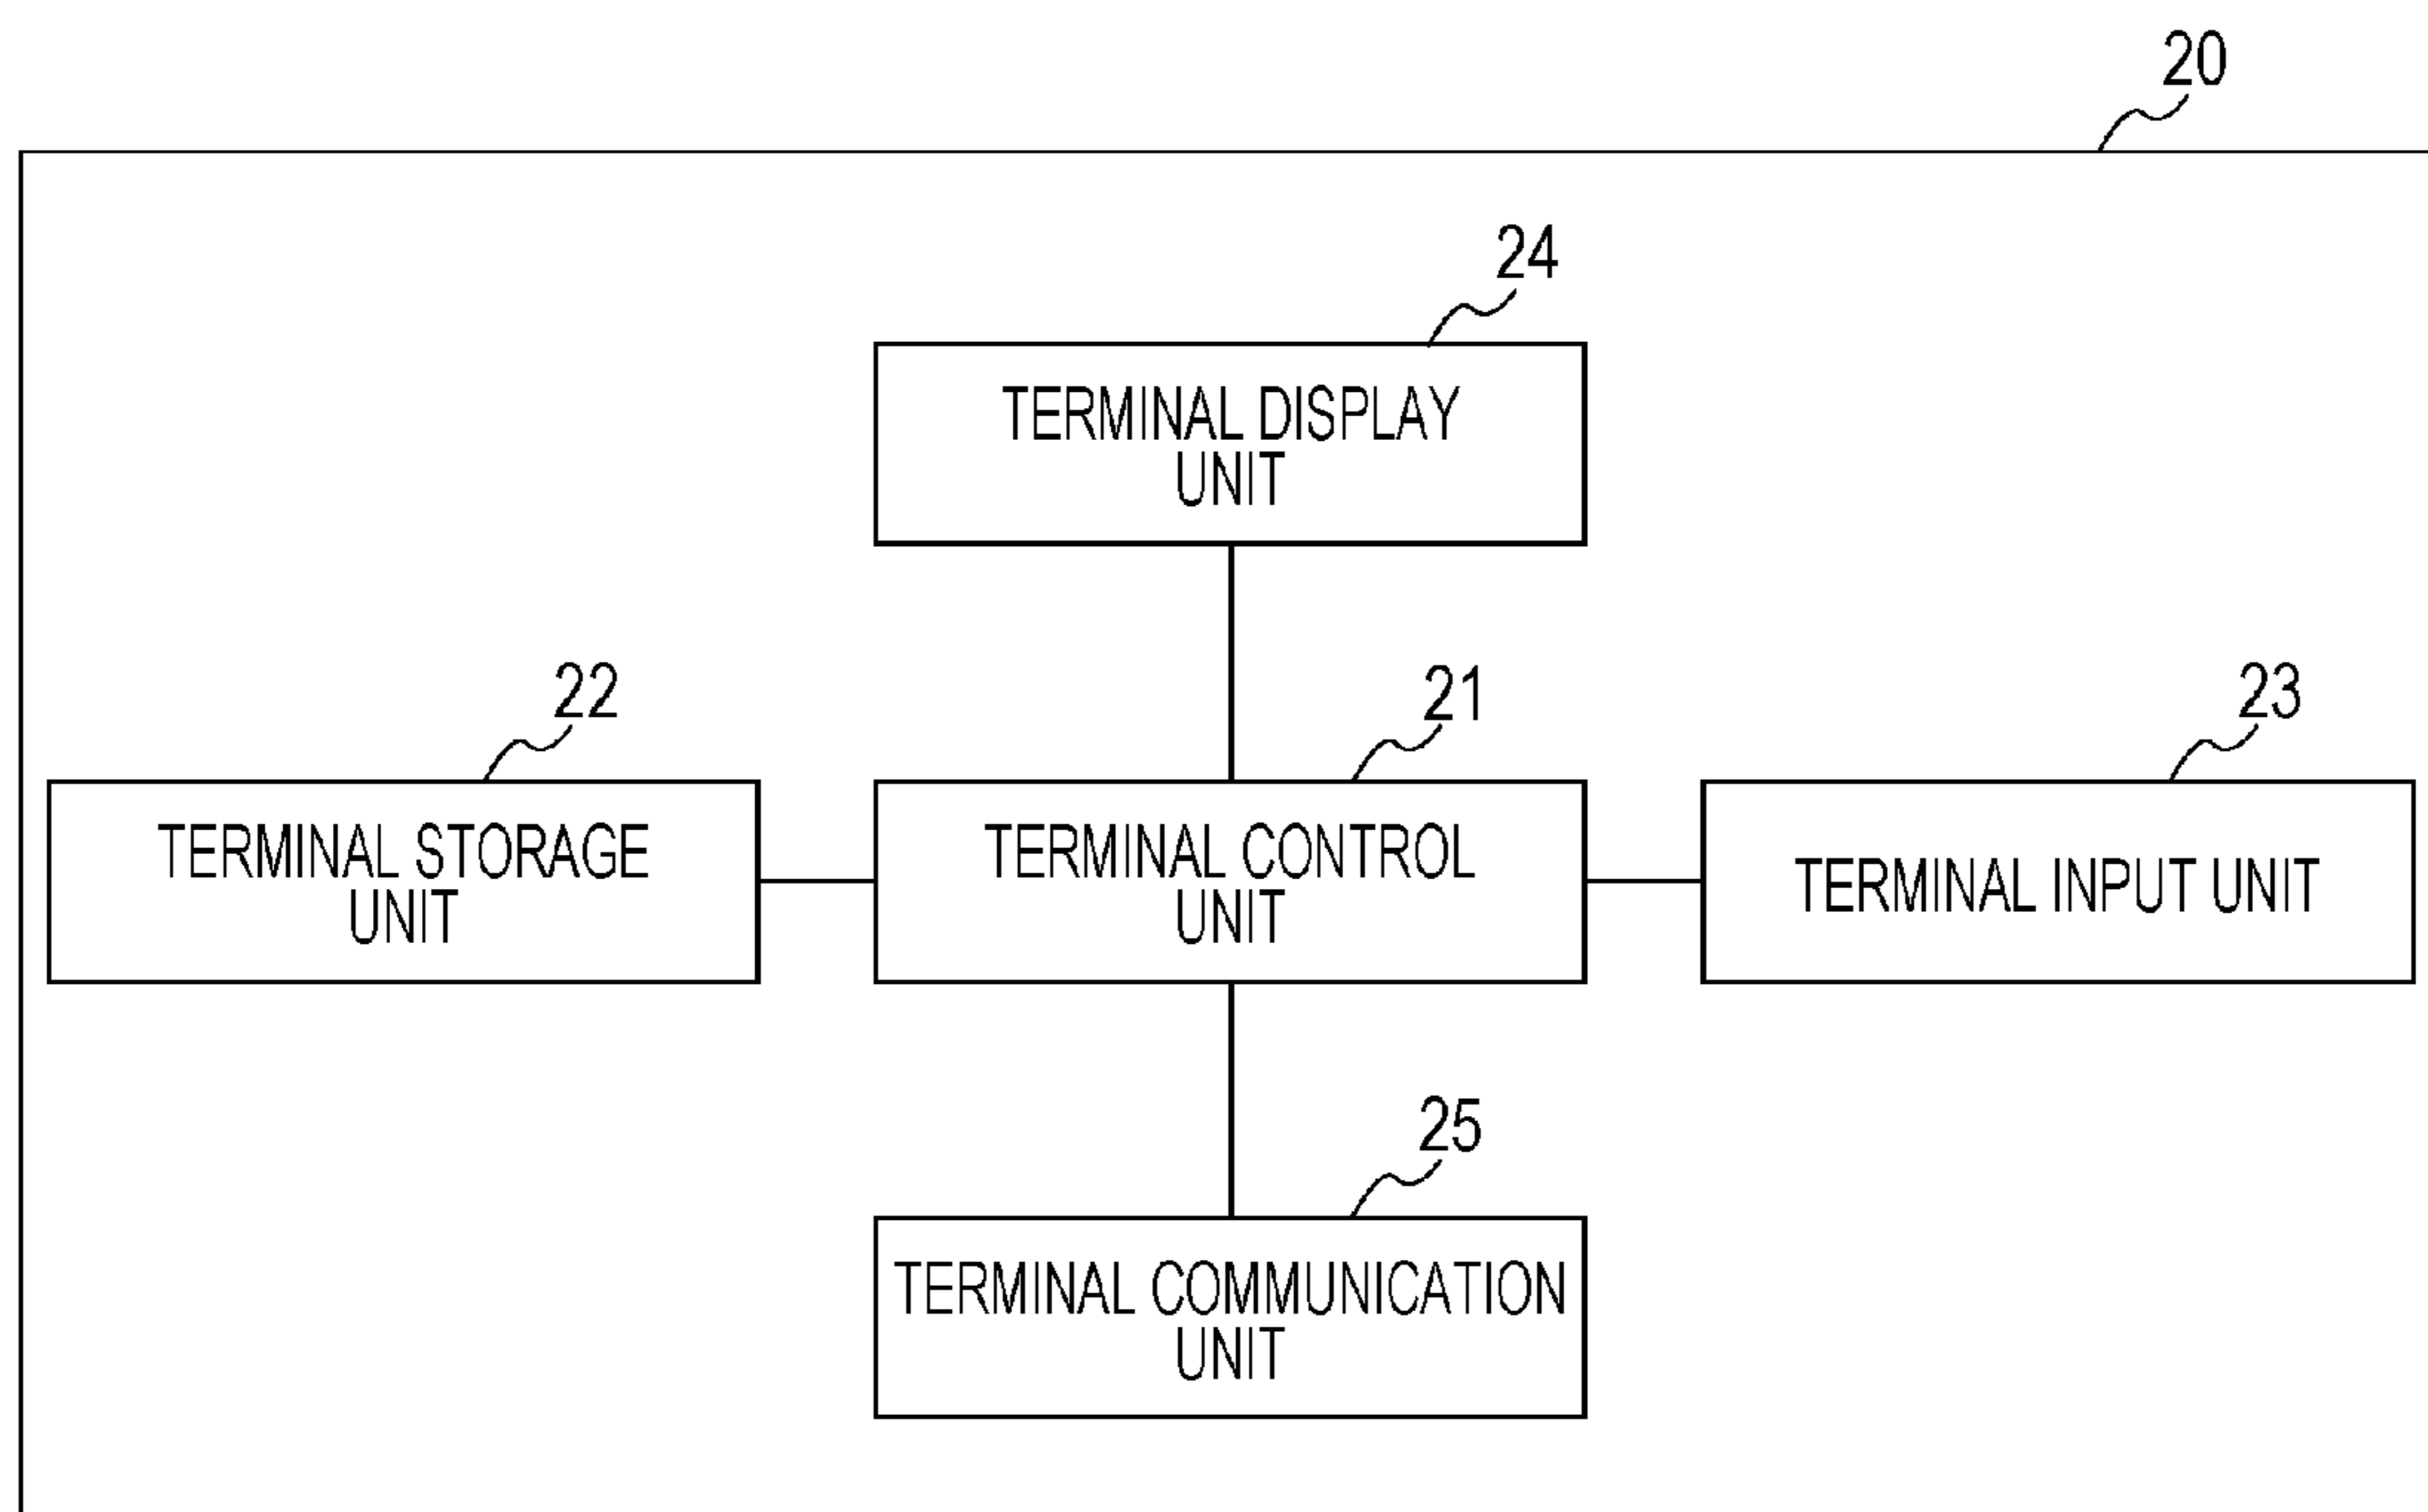 20
24
TERMINAL DISPLAY
UNIT
22
21
23
TERMINAL STORAGE
UNIT
TERMINAL CONTROL
UNIT
TERMINAL INPUT UNIT
25
TERMINAL COMMUNICATION
UNIT